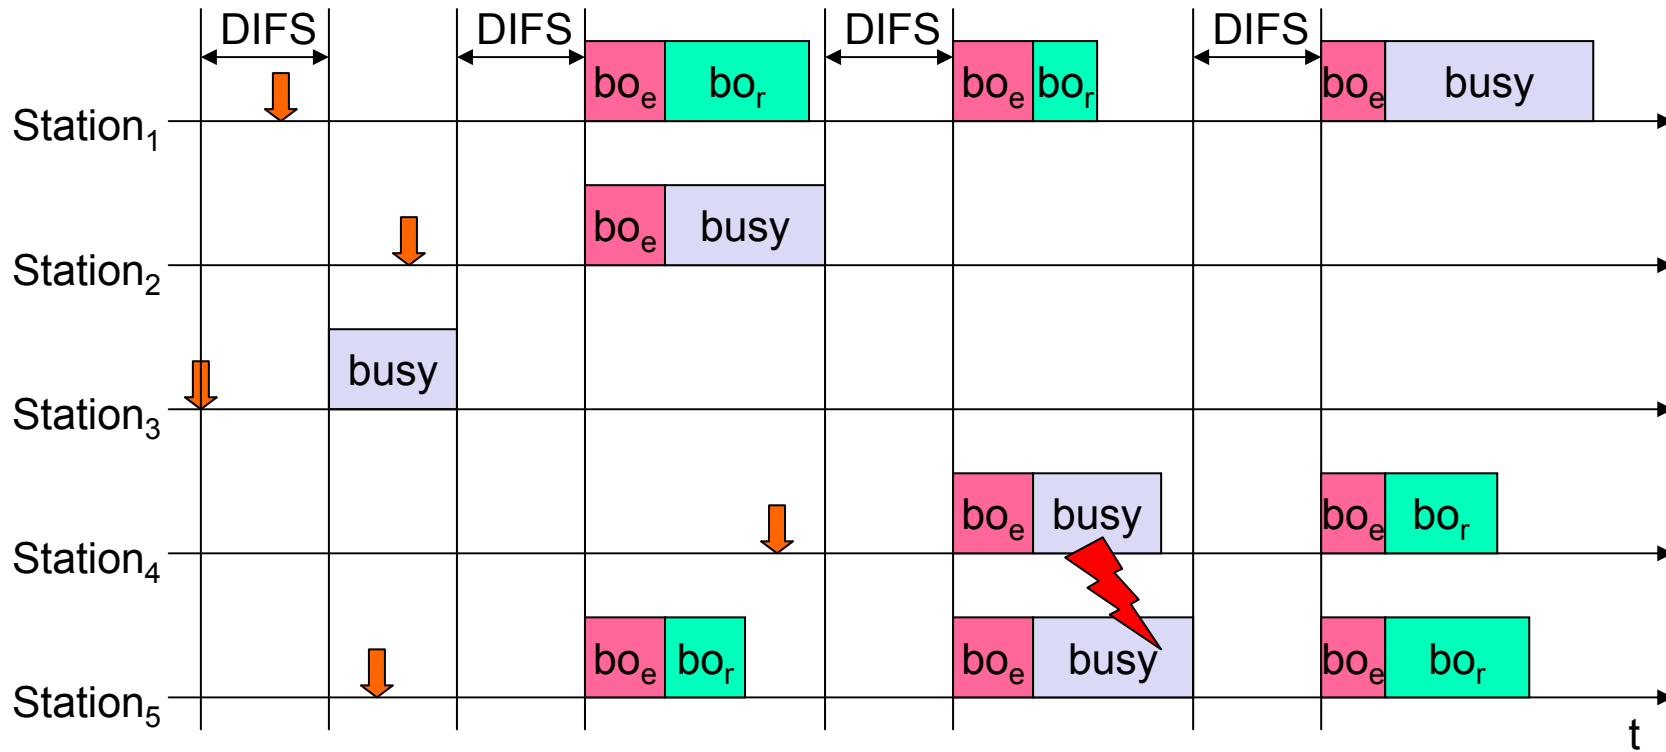 DIFS DIFS DIFS DIFS
boₑ boᵣ boₑ boᵣ boₑ busy
Station₁
boₑ busy
Station₂
busy
Station₃
boₑ busy boₑ boᵣ
Station₄
boₑ boᵣ boₑ busy boₑ boᵣ
Station₅
t